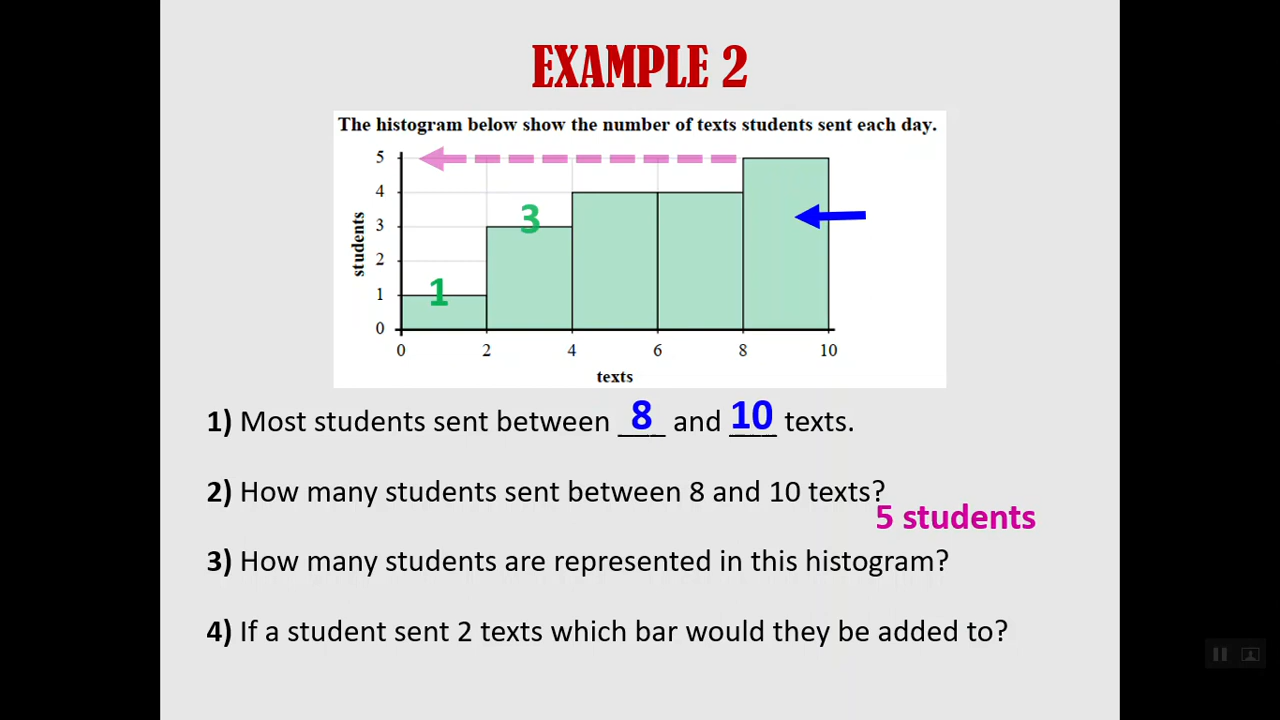 EXAMPLE 2
The histogram below show the number of texts students sent each day.
5
4
3
2
1
0
students
1
3
0 2 4 6 8 10
texts
1) Most students sent between 8 and 10 texts.
2) How many students sent between 8 and 10 texts?
5 students
3) How many students are represented in this histogram?
4) If a student sent 2 texts which bar would they be added to?